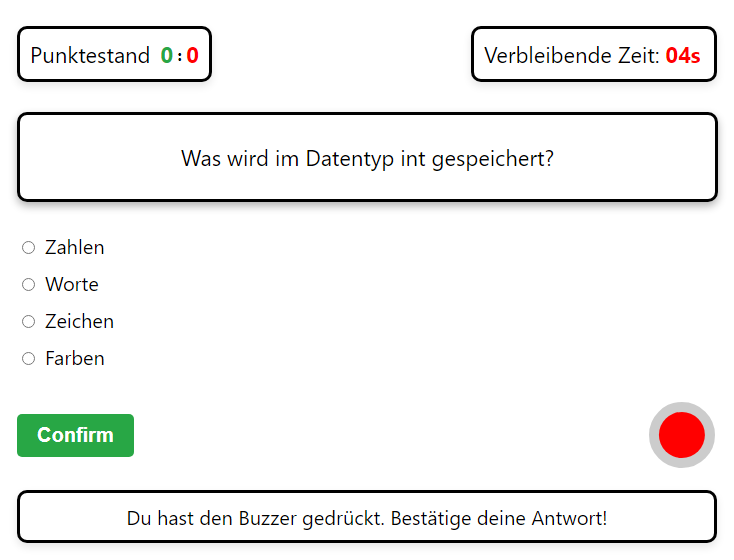 Punktestand 0:0
Verbleibende Zeit: 04s
Was wird im Datentyp int gespeichert?
Zahlen
Worte
Zeichen
Farben
Confirm
Du hast den Buzzer gedrückt. Bestätige deine Antwort!